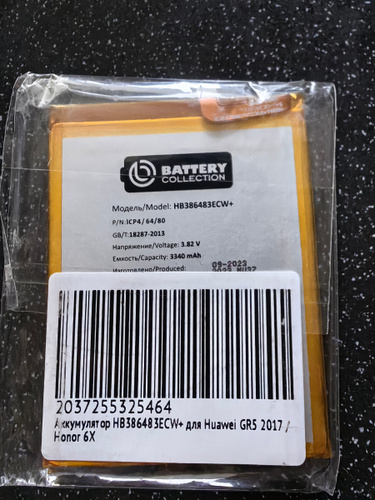 BATTERY
COLLECTION
Модель/Model: HB386483ECW+
P/N:ICP4/64/80
GB/T:18287-2013
Напряжение/Voltage: 3.82 V
Емкость/Capacity: 3340 mAh
Изготовлено/Produced: 09-2023
2037255325464
Аккумулятор HB386483ECW+ для Huawei GR5 2017 /
Honor 6X